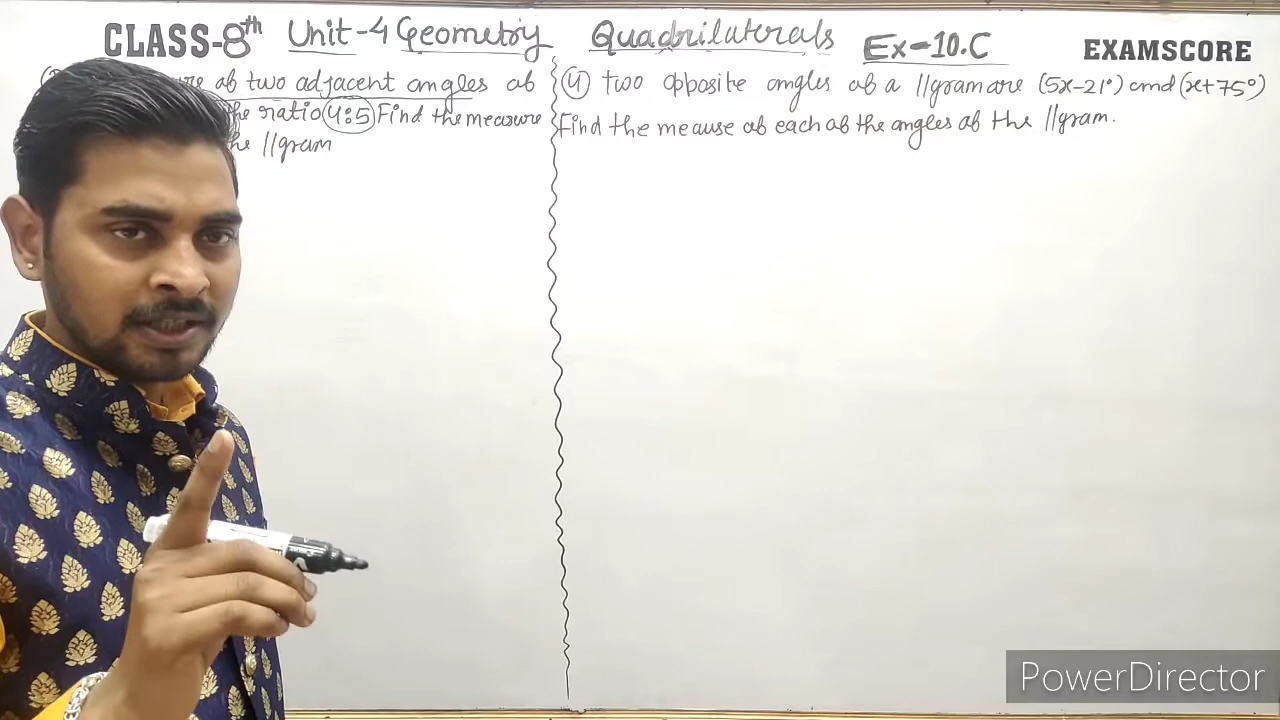 CLASS-8th Unit-4 Geometry Quadrilaterals Ex-10.C EXAMSCORE
of two adjacent angles of
the ratio 4:5 Find the measure
the //gram
(4) two opposite angles of a //gram are (5x-21°) and (x+75°)
Find the meause of each of the angles of the //gram.
PowerDirector